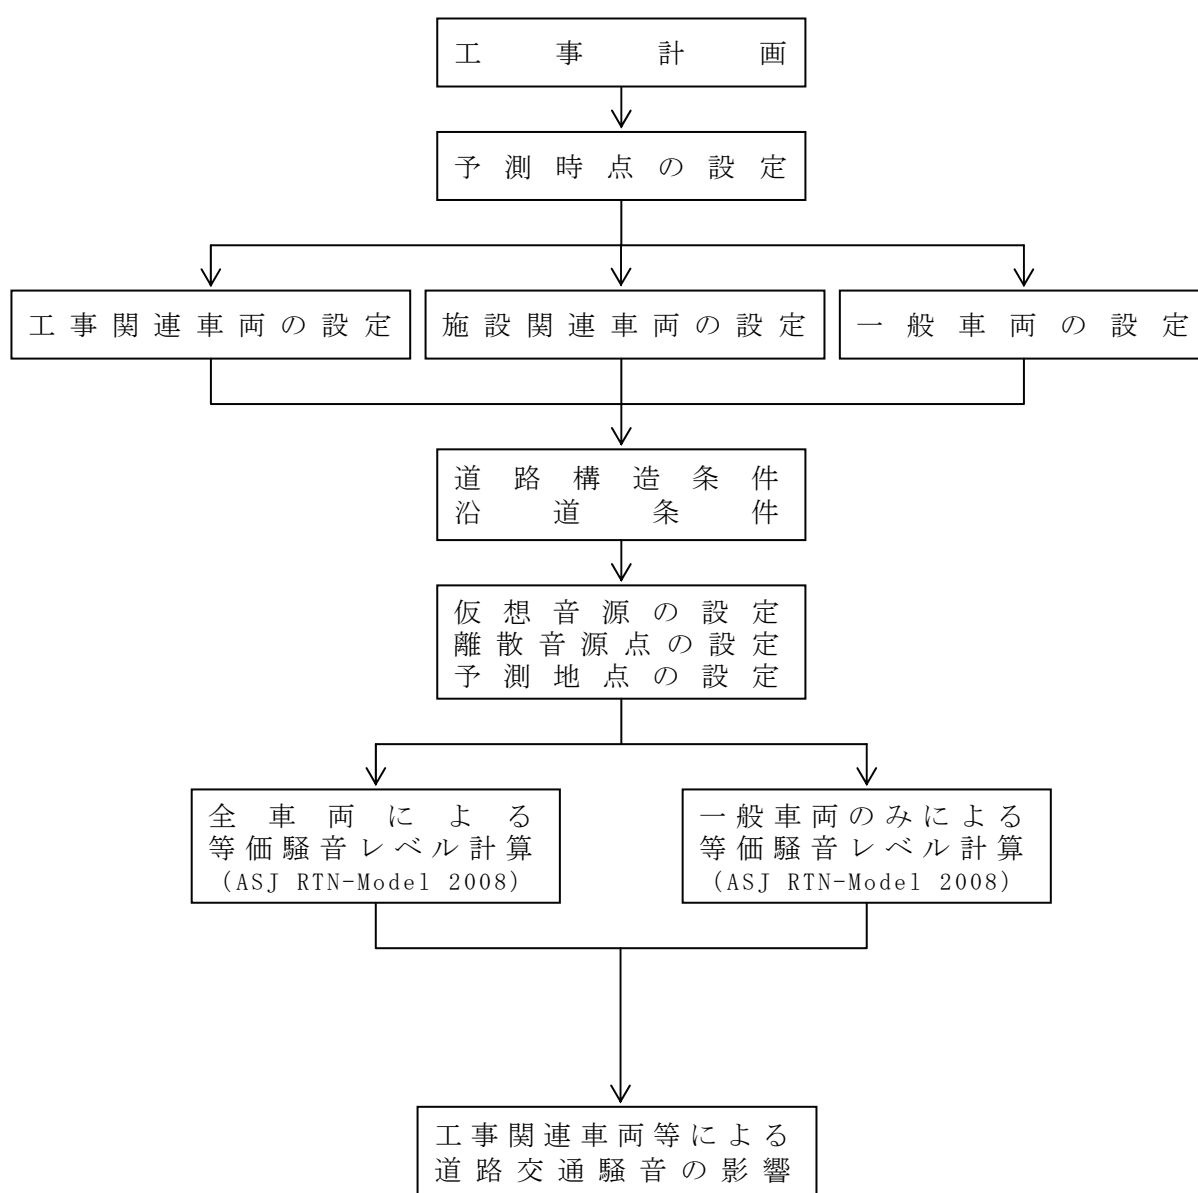 工事計画
予測時点の設定
工事関連車両の設定
施設関連車両の設定
一般車両の設定
道路構造条件
沿道条件
仮想音源の設定
離散音源点の設定
予測地点の設定
全車両による
等価騒音レベル計算
(ASJ RTN-Model 2008)
一般車両のみによる
等価騒音レベル計算
(ASJ RTN-Model 2008)
工事関連車両等による
道路交通騒音の影響